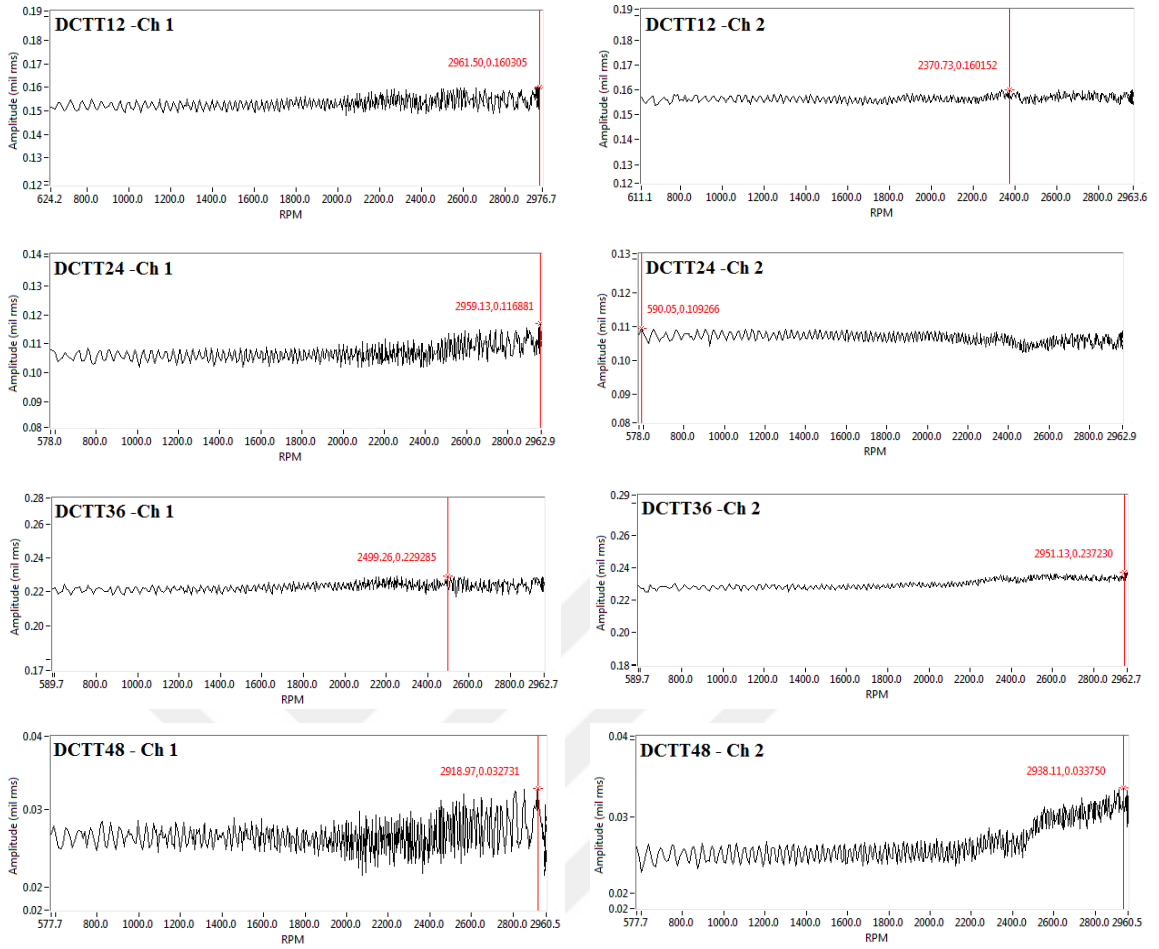 DCTT12 -Ch 1
Amplitude (mil rms)
0.19
0.18
0.17
0.16
0.15
0.14
0.13
0.12
2961.50,0.160305
624.2 800.0 1000.0 1200.0 1400.0 1600.0 1800.0 2000.0 2200.0 2400.0 2600.0 2800.0 2976.7
RPM
DCTT12 -Ch 2
Amplitude (mil rms)
0.19
0.18
0.17
0.16
0.15
0.14
0.13
0.12
2370.73,0.160152
611.1 800.0 1000.0 1200.0 1400.0 1600.0 1800.0 2000.0 2200.0 2400.0 2600.0 2800.0 2963.6
RPM
DCTT24 -Ch 1
Amplitude (mil rms)
0.14
0.13
0.12
0.11
0.10
0.09
0.08
2959.13,0.116881
578.0 800.0 1000.0 1200.0 1400.0 1600.0 1800.0 2000.0 2200.0 2400.0 2600.0 2800.0 2962.9
RPM
DCTT24 -Ch 2
Amplitude (mil rms)
0.13
0.12
0.11
0.10
0.09
0.08
590.05,0.109266
578.0 800.0 1000.0 1200.0 1400.0 1600.0 1800.0 2000.0 2200.0 2400.0 2600.0 2800.0 2962.9
RPM
DCTT36 -Ch 1
Amplitude (mil rms)
0.28
0.26
0.24
0.22
0.20
0.17
2499.26,0.229285
589.7 800.0 1000.0 1200.0 1400.0 1600.0 1800.0 2000.0 2200.0 2400.0 2600.0 2800.0 2962.7
RPM
DCTT36 -Ch 2
Amplitude (mil rms)
0.29
0.26
0.24
0.22
0.20
0.18
2951.13,0.237230
589.7 800.0 1000.0 1200.0 1400.0 1600.0 1800.0 2000.0 2200.0 2400.0 2600.0 2800.0 2962.7
RPM
DCTT48 - Ch 1
Amplitude (mil rms)
0.04
0.03
0.02
0.02
2918.97,0.032731
577.7 800.0 1000.0 1200.0 1400.0 1600.0 1800.0 2000.0 2200.0 2400.0 2600.0 2800.0 2960.5
RPM
DCTT48 - Ch 2
Amplitude (mil rms)
0.04
0.03
0.02
0.02
2938.11,0.033750
577.7 800.0 1000.0 1200.0 1400.0 1600.0 1800.0 2000.0 2200.0 2400.0 2600.0 2800.0 2960.5
RPM